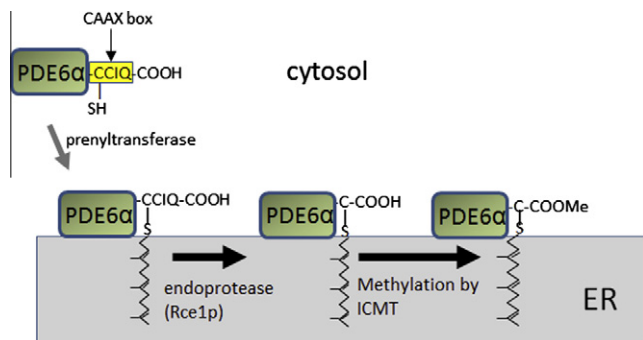 CAAX box
PDE6α -CCIQ-COOH
cytosol
SH
prenyltransferase
PDE6α -CCIQ-COOH
S
PDE6α -C-COOH
S
PDE6α -C-COOMe
S
endoprotease
(Rce1p)
Methylation by
ICMT
ER